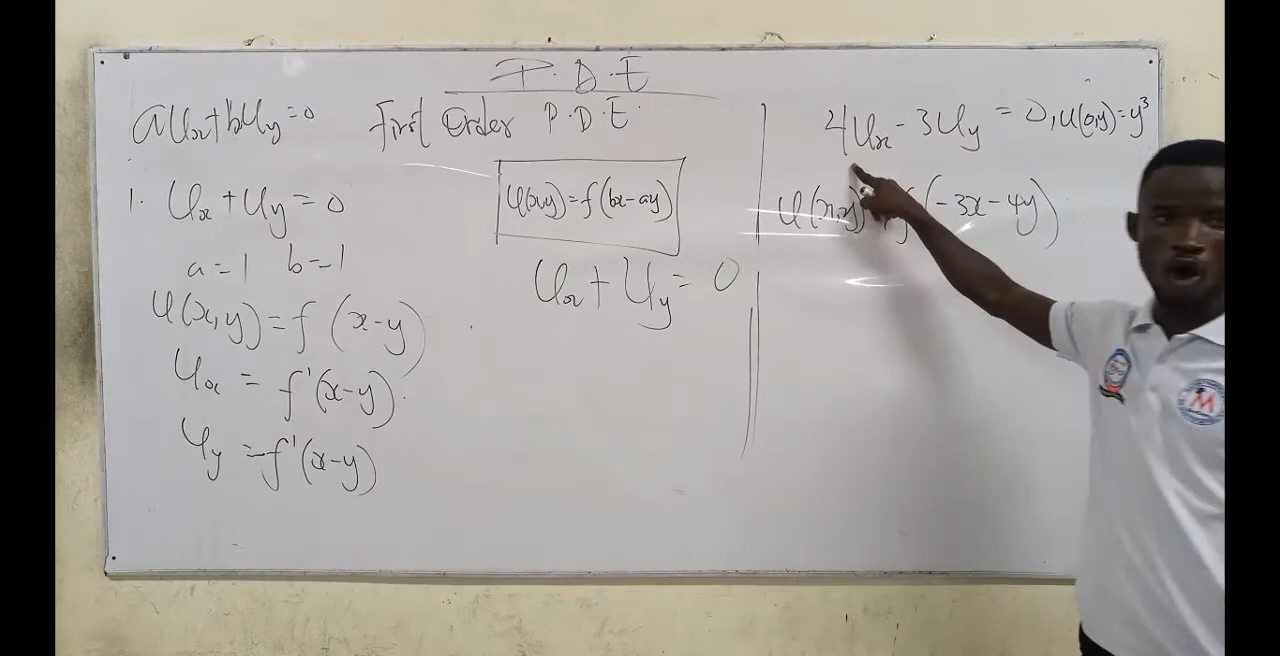 P.D.E
aUx+bUy=0
First Order P.D.E
1. Ux+Uy=0
a=1 b=1
U(x,y)=f(x-y)
Ux = f'(x-y).
Uy = -f'(x-y)
U(x,y)=f(bx-ay)
Ux+Uy=0
4Ux-3Uy = 0, U(0,y)=y³
U(x,y) f(-3x-4y)
M